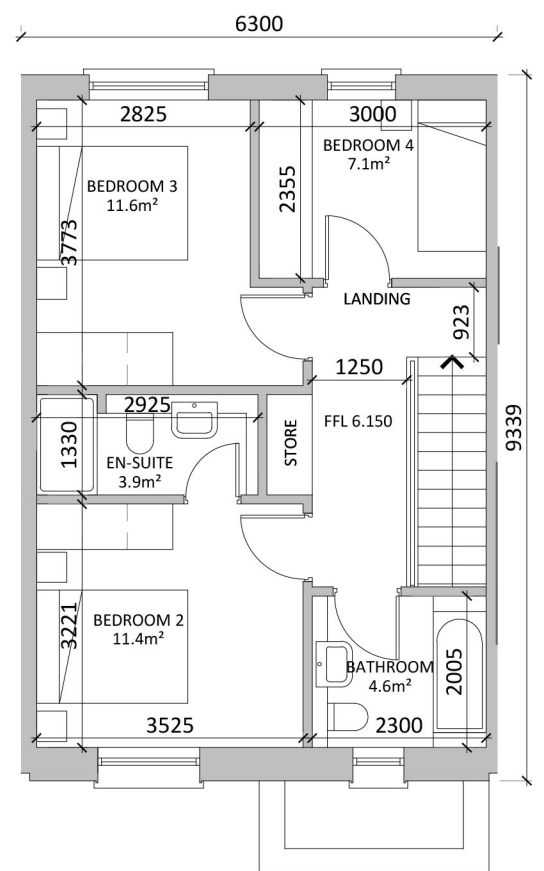 6300
2825
3000
BEDROOM 4
7.1m²
BEDROOM 3
11.6m²
2355
3773
LANDING
923
1250
2925
FFL 6.150
9339
1330
STORE
EN-SUITE
3.9m²
BEDROOM 2
11.4m²
3221
BATHROOM
4.6m²
2005
3525
2300